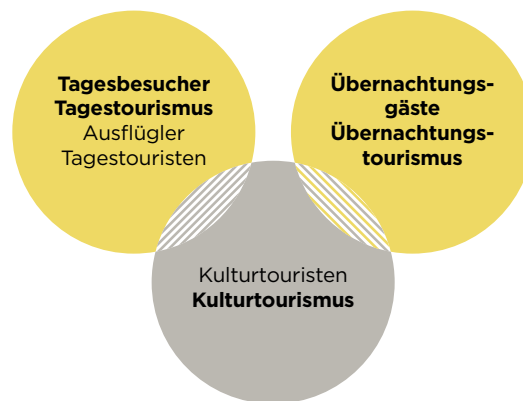 Tagesbesucher
Tagestourismus
Ausflügler
Tagestouristen
Übernachtungs-
gäste
Übernachtungs-
tourismus
Kulturtouristen
Kulturtourismus